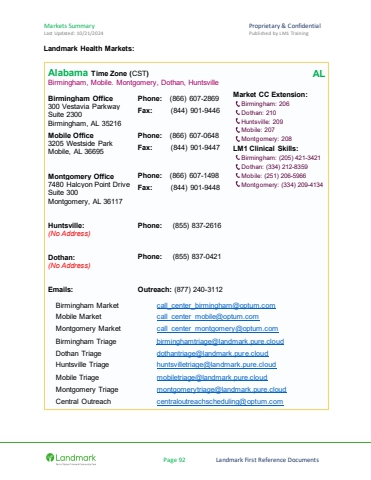 Markets Summary
Proprietary & Confidential
Last Updated: 10/21/2024
Published by LM1 Training
Landmark Health Markets:
Alabama Time Zone (CST)
AL
Birmingham, Mobile. Montgomery, Dothan, Huntsville
Birmingham Office
300 Vestavia Parkway
Suite 2300
Birmingham, AL 35216
Phone: (866) 607-2869
Fax: (844) 901-9446
Mobile Office
3205 Westside Park
Mobile, AL 36695
Phone: (866) 607-0648
Fax: (844) 901-9447
Montgomery Office
7480 Halcyon Point Drive
Suite 300
Montgomery, AL 36117
Phone: (866) 607-1498
Fax: (844) 901-9448
Market CC Extension:
Birmingham: 206
Dothan: 210
Huntsville: 209
Mobile: 207
Montgomery: 208
LM1 Clinical Skills:
Birmingham: (205) 421-3421
Dothan: (334) 212-8359
Mobile: (251) 206-5966
Montgomery: (334) 209-4134
Huntsville: Phone: (855) 837-2616
(No Address)
Dothan: Phone: (855) 837-0421
(No Address)
Emails: Outreach: (877) 240-3112
Birmingham Market call_center_birmingham@optum.com
Mobile Market call_center_mobile@optum.com
Montgomery Market call_center_montgomery@optum.com
Birmingham Triage birminghamtriage@landmark.pure.cloud
Dothan Triage dothantriage@landmark.pure.cloud
Huntsville Triage huntsvilletriage@landmark.pure.cloud
Mobile Triage mobiletriage@landmark.pure.cloud
Montgomery Triage montgomerytriage@landmark.pure.cloud
Central Outreach centraloutreachscheduling@optum.com
Landmark
Page 92
Landmark First Reference Documents